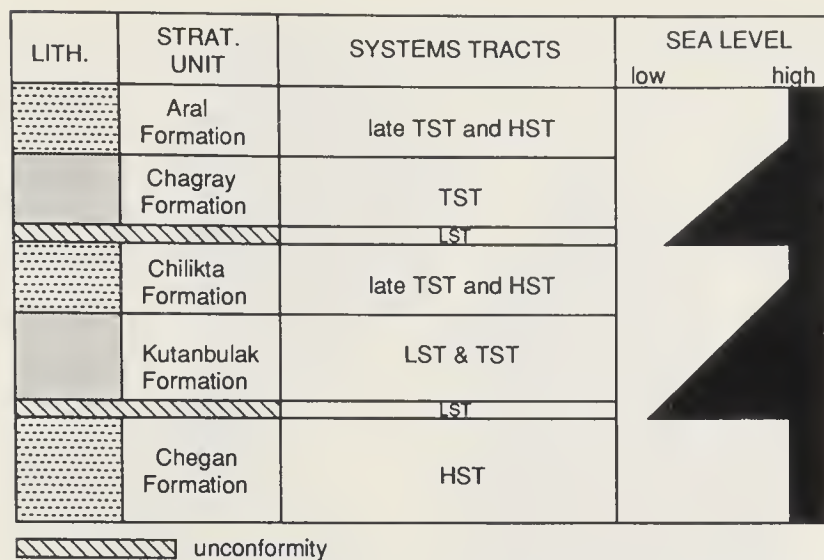 LITH.
STRAT.
UNIT
SYSTEMS TRACTS
SEA LEVEL
low high
Aral
Formation
late TST and HST
Chagray
Formation
TST
LST
Chilikta
Formation
late TST and HST
Kutanbulak
Formation
LST & TST
LST
Chegan
Formation
HST
unconformity